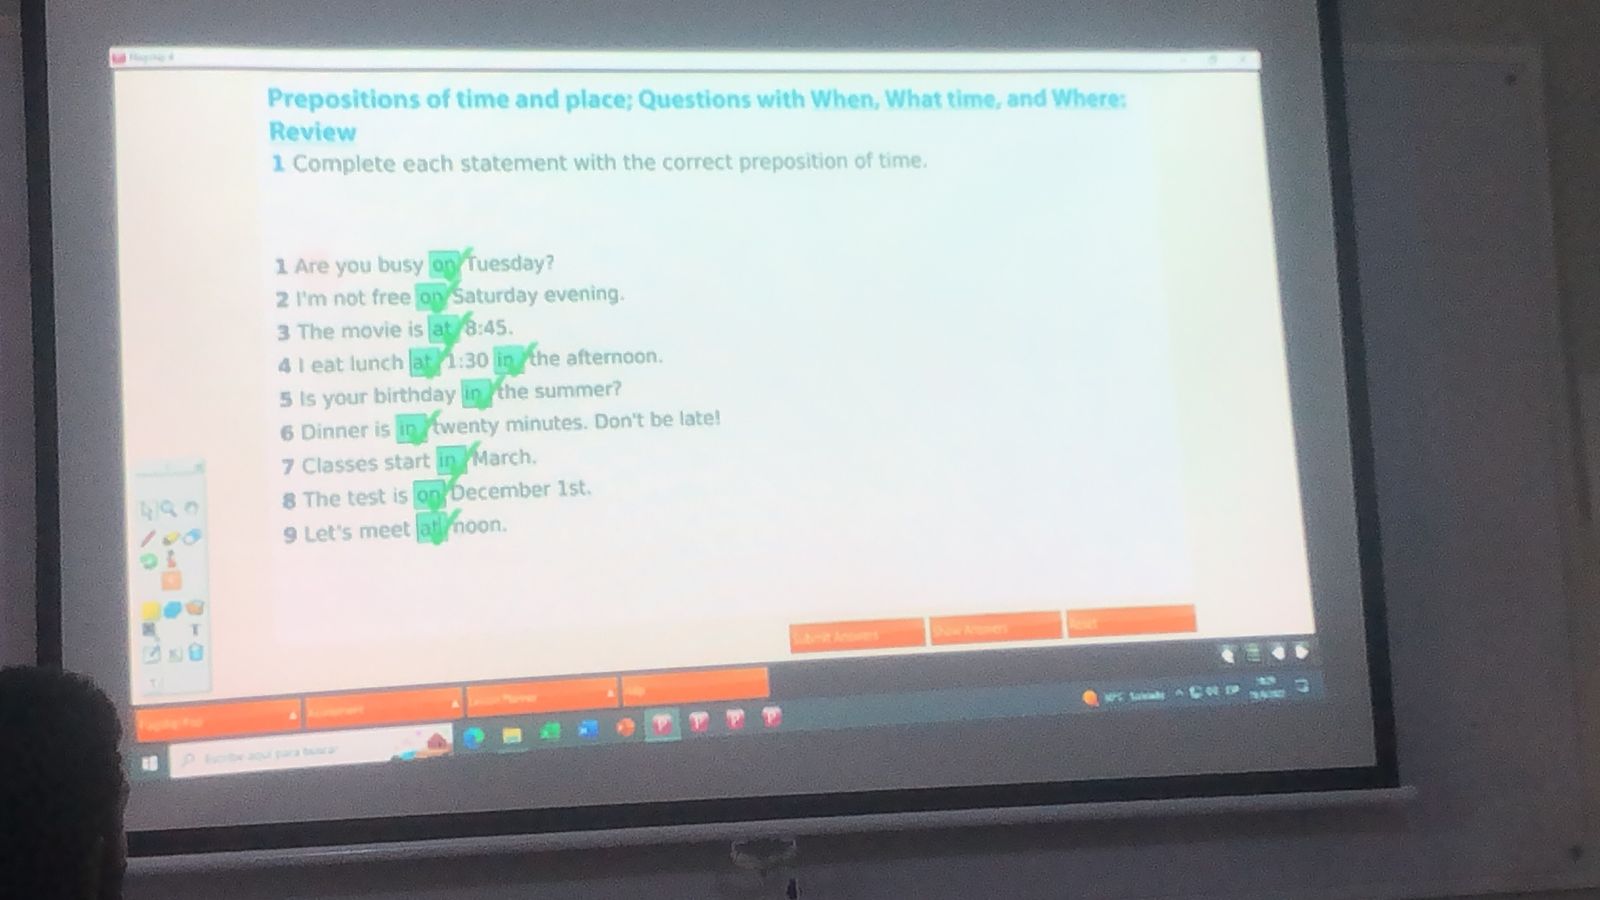 Prepositions of time and place; Questions with When, What time, and Where:
Review
1 Complete each statement with the correct preposition of time.
1 Are you busy on Tuesday?
2 I'm not free on Saturday evening.
3 The movie is at 8:45.
4 I eat lunch at 1:30 in the afternoon.
5 Is your birthday in the summer?
6 Dinner is in twenty minutes. Don't be late!
7 Classes start in March.
8 The test is on December 1st.
9 Let's meet at noon.
Submit Answers
Show Answers
Reset
Help
Escribe aquí para buscar